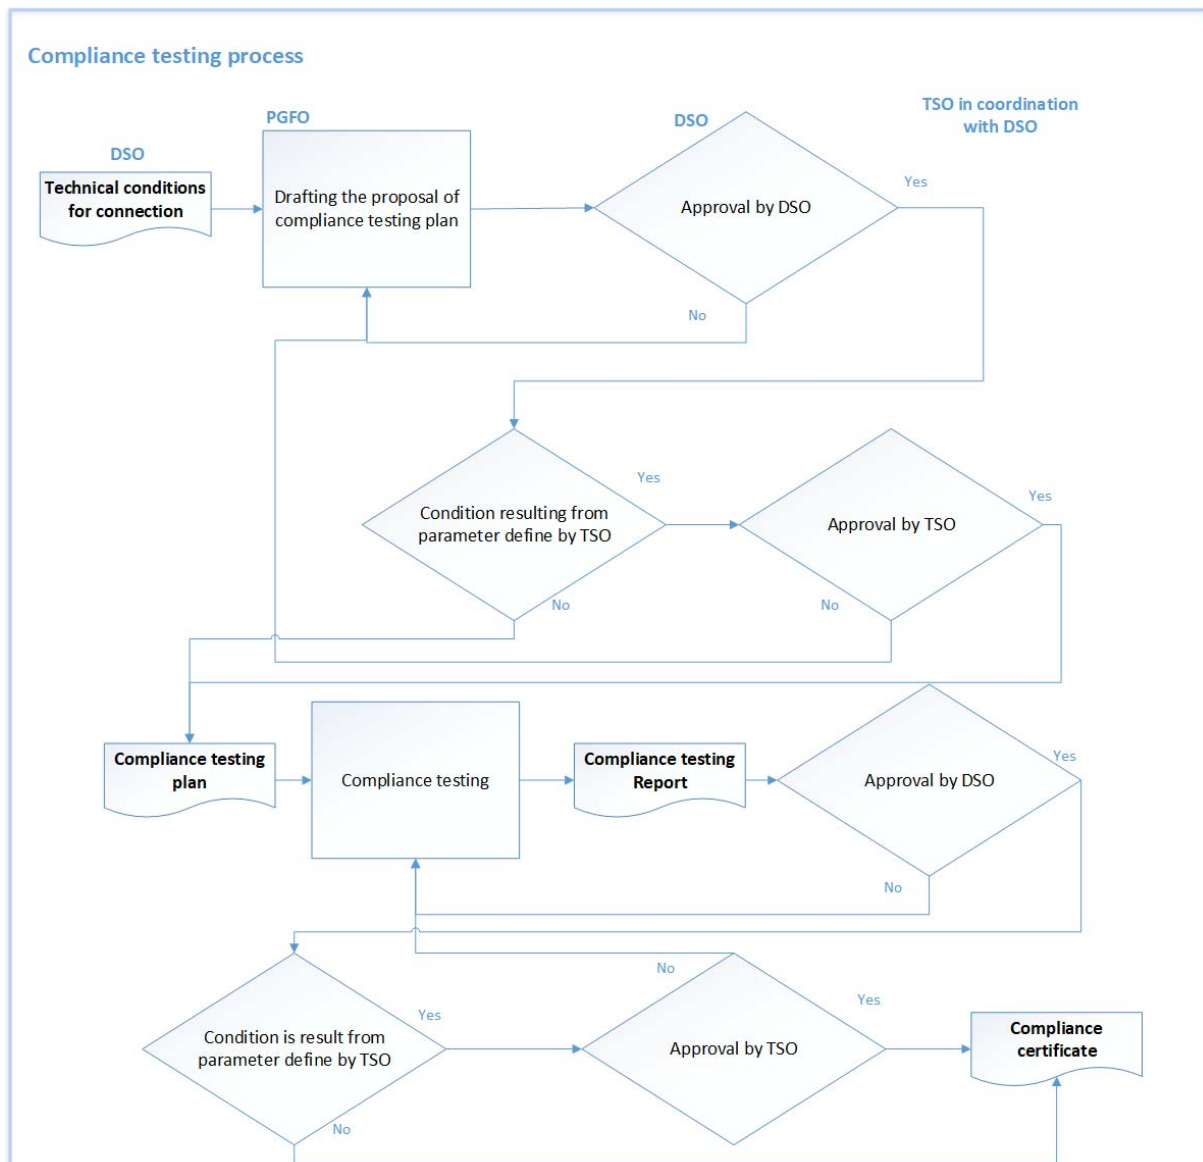 Compliance testing process
TSO in coordination
with DSO
PGFO
DSO
DSO
Technical conditions
for connection
Drafting the proposal of
compliance testing plan
Approval by DSO
Yes
No
Condition resulting from
parameter define by TSO
Yes
No
Approval by TSO
Yes
No
Compliance testing
plan
Compliance testing
Compliance testing
Report
Approval by DSO
Yes
No
Condition is result from
parameter define by TSO
Yes
No
Approval by TSO
No
Yes
Compliance
certificate